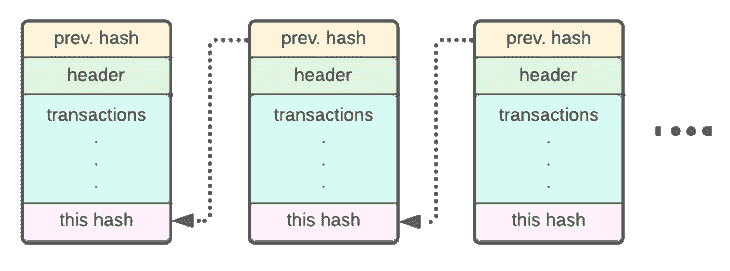 prev. hash
header
transactions
.
.
.
this hash
prev. hash
header
transactions
.
.
.
this hash
prev. hash
header
transactions
.
.
.
this hash